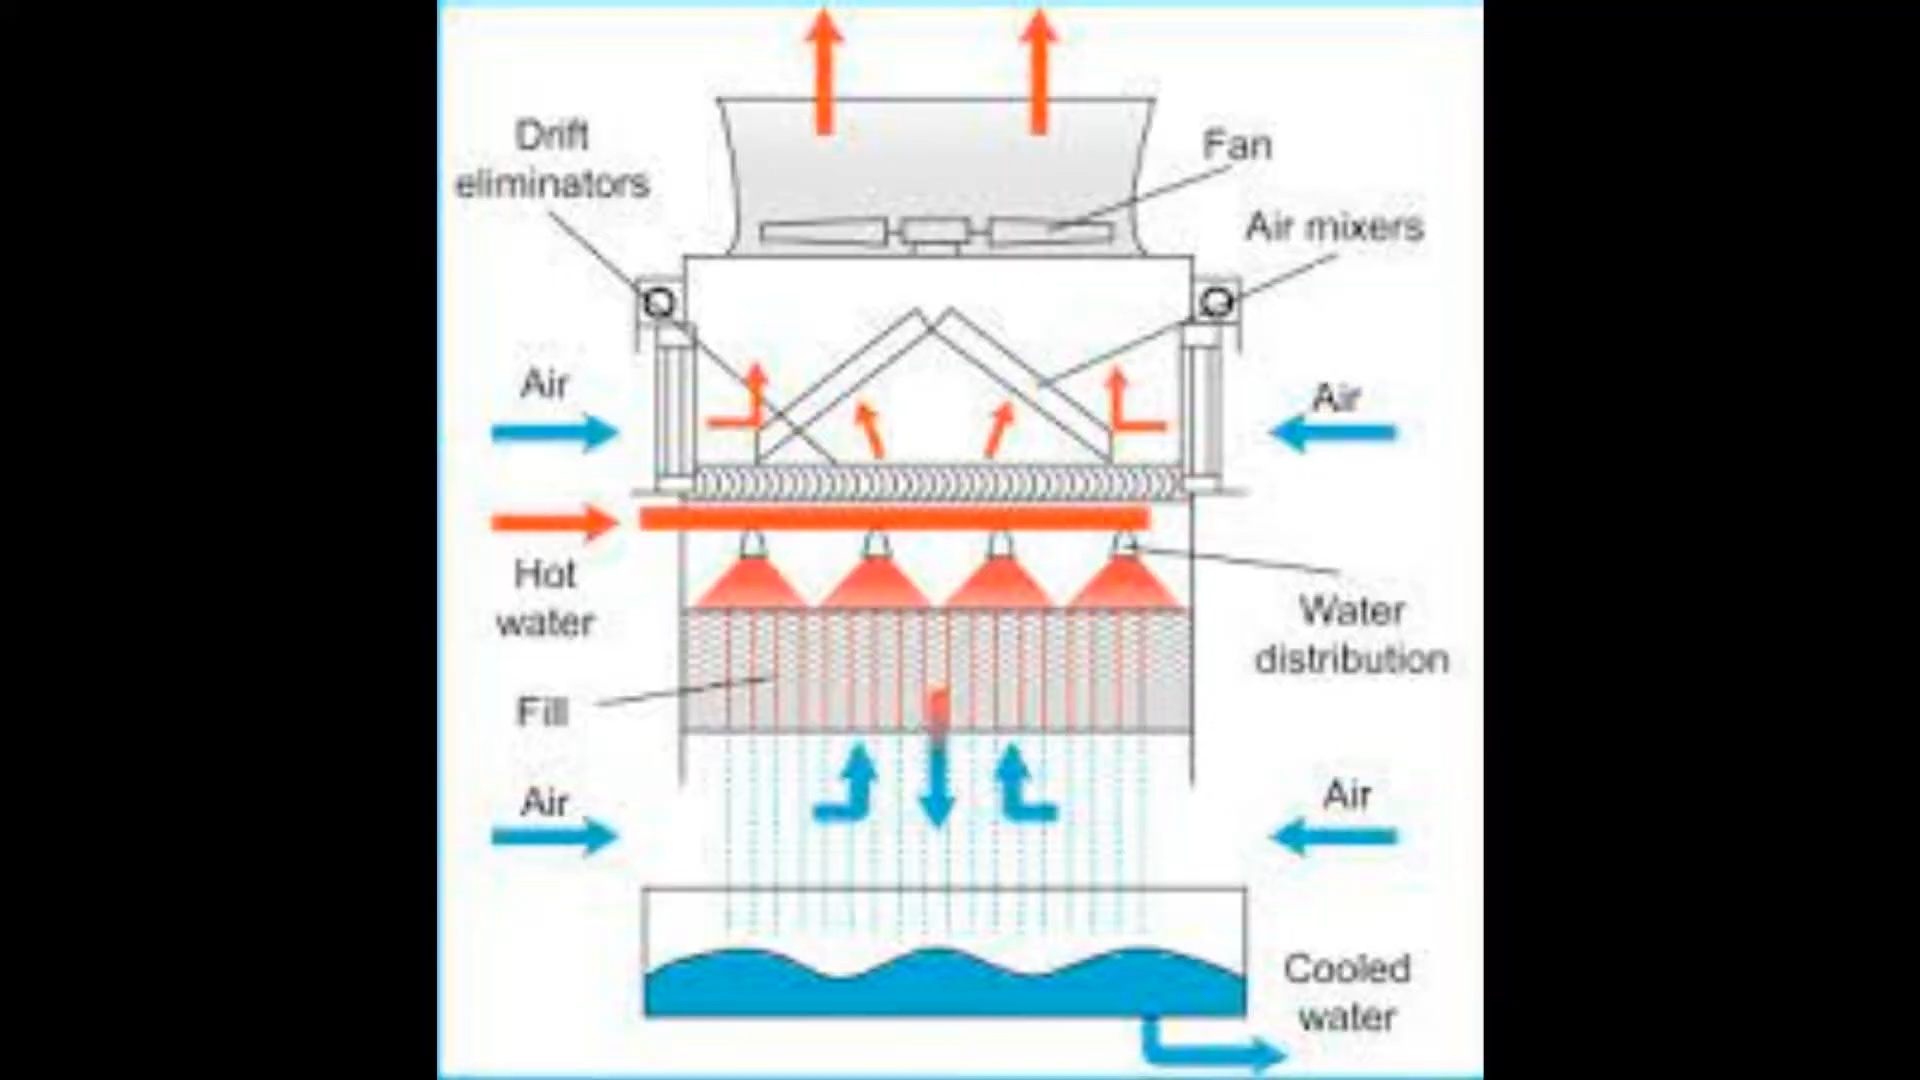 Drift
eliminators
Fan
Air mixers
Air
Air
Hot
water
Water
distribution
Fill
Air
Air
Cooled
water